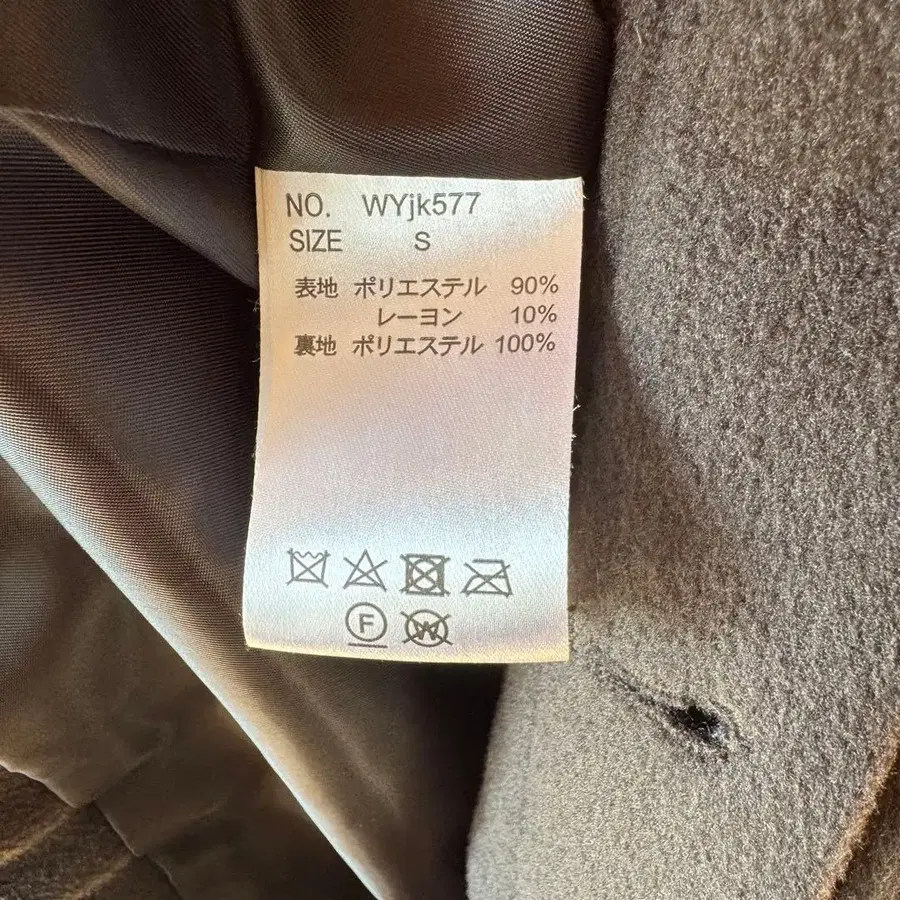 NO. WYjk577
SIZE S
表地 ポリエステル 90%
レーヨン 10%
裏地 ポリエステル 100%
F
W